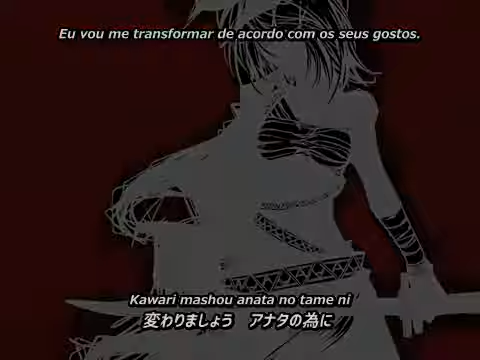 Eu vou me transformar de acordo com os seus gostos.
Kawari mashou anata no tame ni
変わりましょう アナタの為に